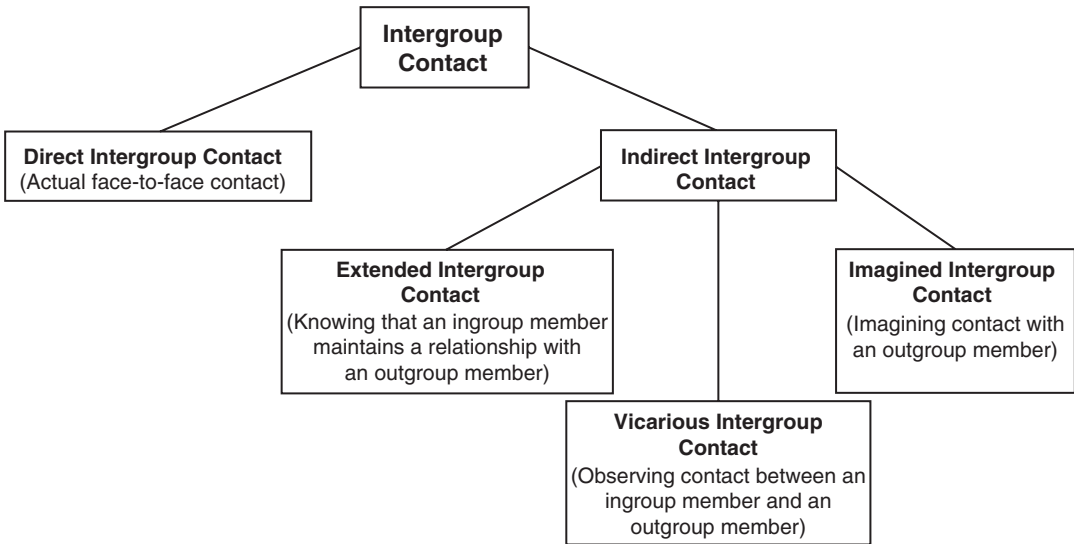 Intergroup
Contact
Direct Intergroup Contact
(Actual face-to-face contact)
Indirect Intergroup
Contact
Extended Intergroup
Contact
(Knowing that an ingroup member
maintains a relationship with
an outgroup member)
Vicarious Intergroup
Contact
(Observing contact between an
ingroup member and an
outgroup member)
Imagined Intergroup
Contact
(Imagining contact with
an outgroup member)